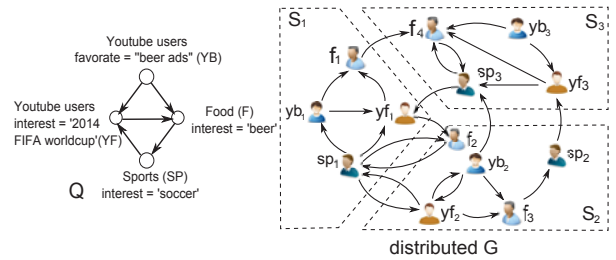 Youtube users
favorate = "beer ads" (YB)
Youtube users
interest = '2014
FIFA worldcup'(YF)
Food (F)
interest = 'beer'
Sports (SP)
interest = 'soccer'
Q
S1
S3
S2
f1
f4
yb3
sp3
yf3
yb1
yf1
f2
sp1
yb2
sp2
yf2
f3
distributed G